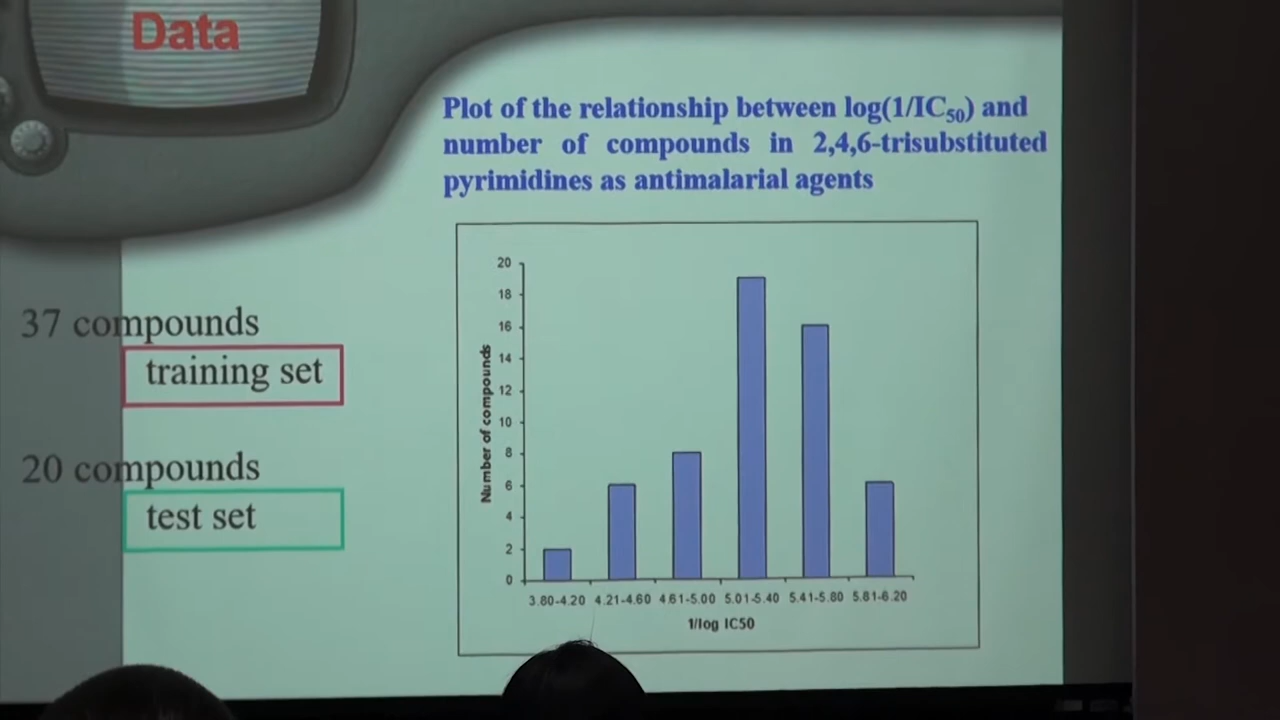 Data
Plot of the relationship between log(1/IC50) and
number of compounds in 2,4,6-trisubstituted
pyrimidines as antimalarial agents
37 compounds
training set
20 compounds
test set
20
18
16
14
12
10
8
6
4
2
0
Number of compounds
3.80-4.20 4.21-4.60 4.61-5.00 5.01-5.40 5.41-5.80 5.81-6.20
1/log IC50